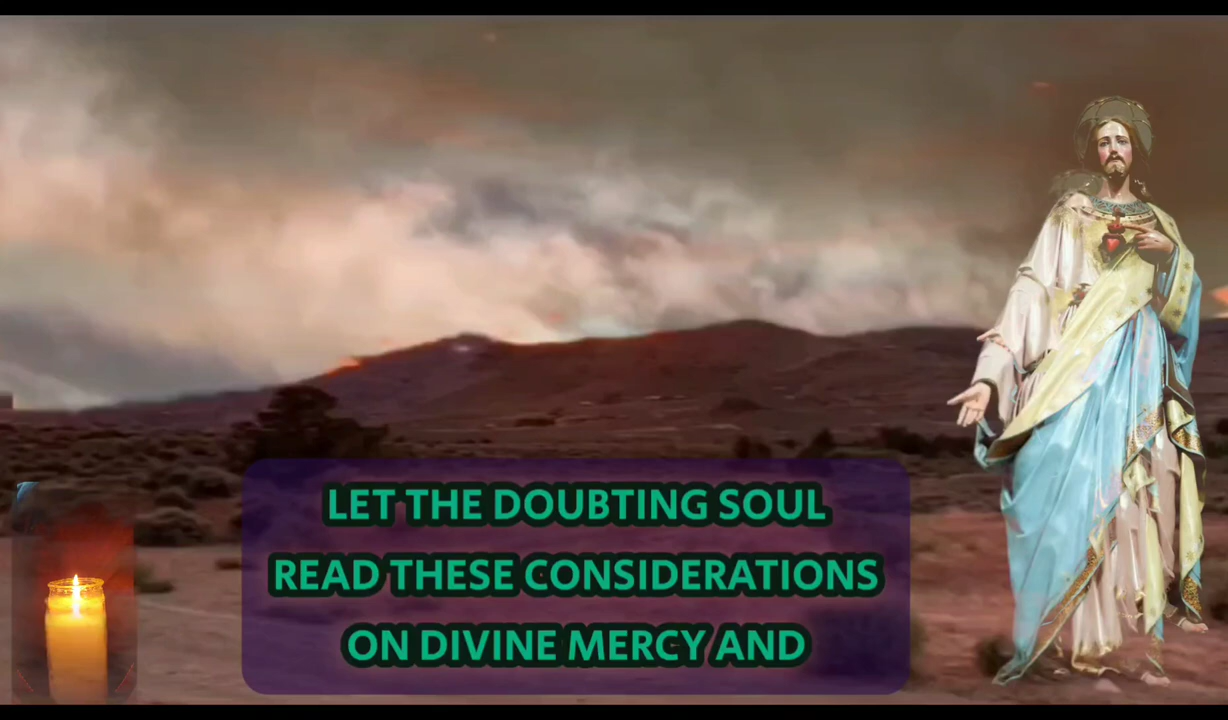 LET THE DOUBTING SOUL
READ THESE CONSIDERATIONS
ON DIVINE MERCY AND